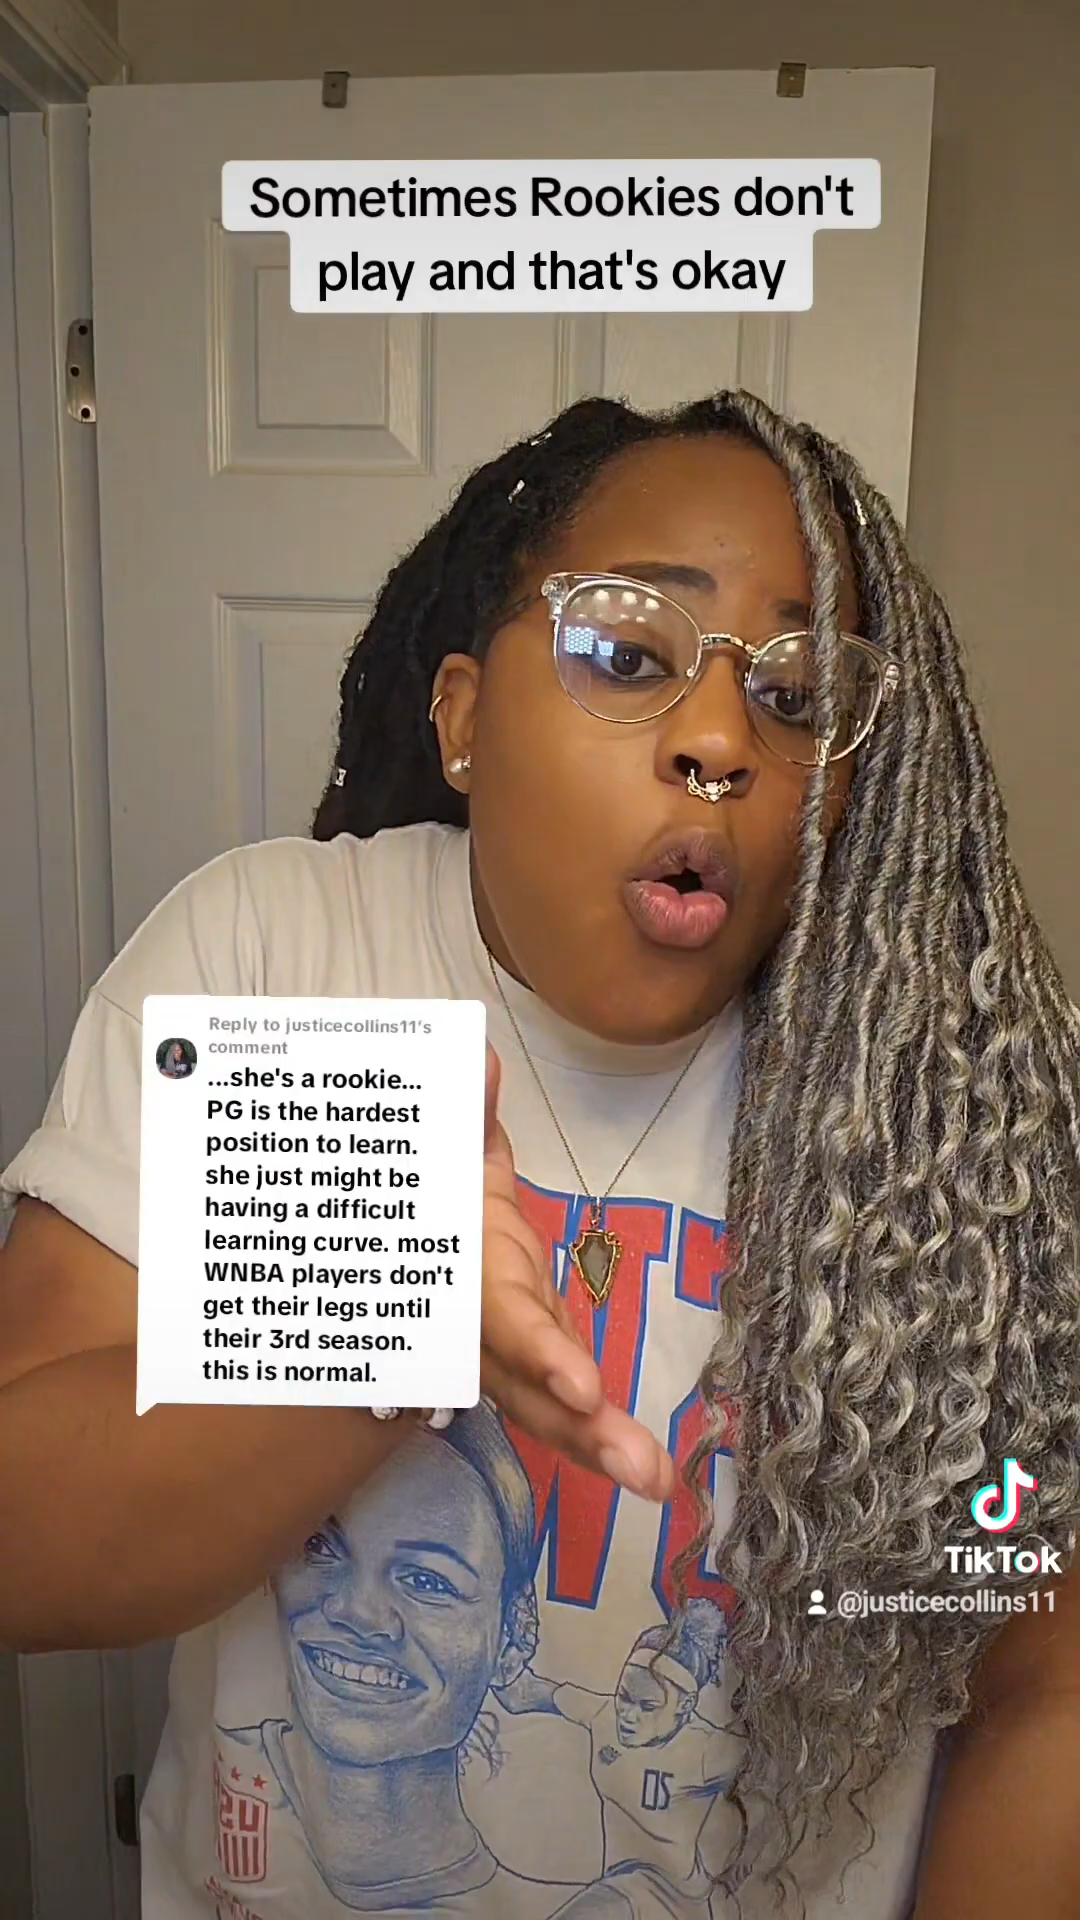 Sometimes Rookies don't
play and that's okay
Reply to justicecollins11's
comment
...she's a rookie...
PG is the hardest
position to learn.
she just might be
having a difficult
learning curve. most
WNBA players don't
get their legs until
their 3rd season.
this is normal.
TikTok
@justicecollins11
05